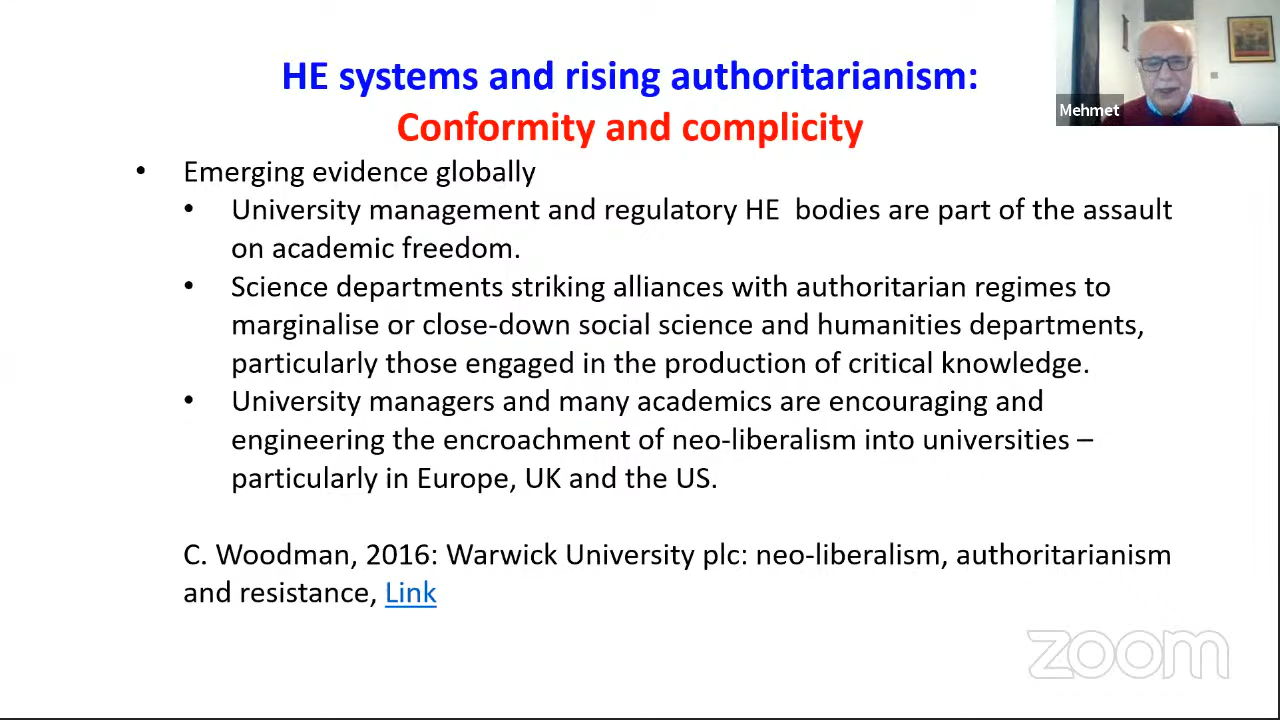 HE systems and rising authoritarianism:
Conformity and complicity
Mehmet
• Emerging evidence globally
• University management and regulatory HE  bodies are part of the assault
on academic freedom.
• Science departments striking alliances with authoritarian regimes to
marginalise or close-down social science and humanities departments,
particularly those engaged in the production of critical knowledge.
• University managers and many academics are encouraging and
engineering the encroachment of neo-liberalism into universities –
particularly in Europe, UK and the US.
C. Woodman, 2016: Warwick University plc: neo-liberalism, authoritarianism
and resistance, Link
zoom